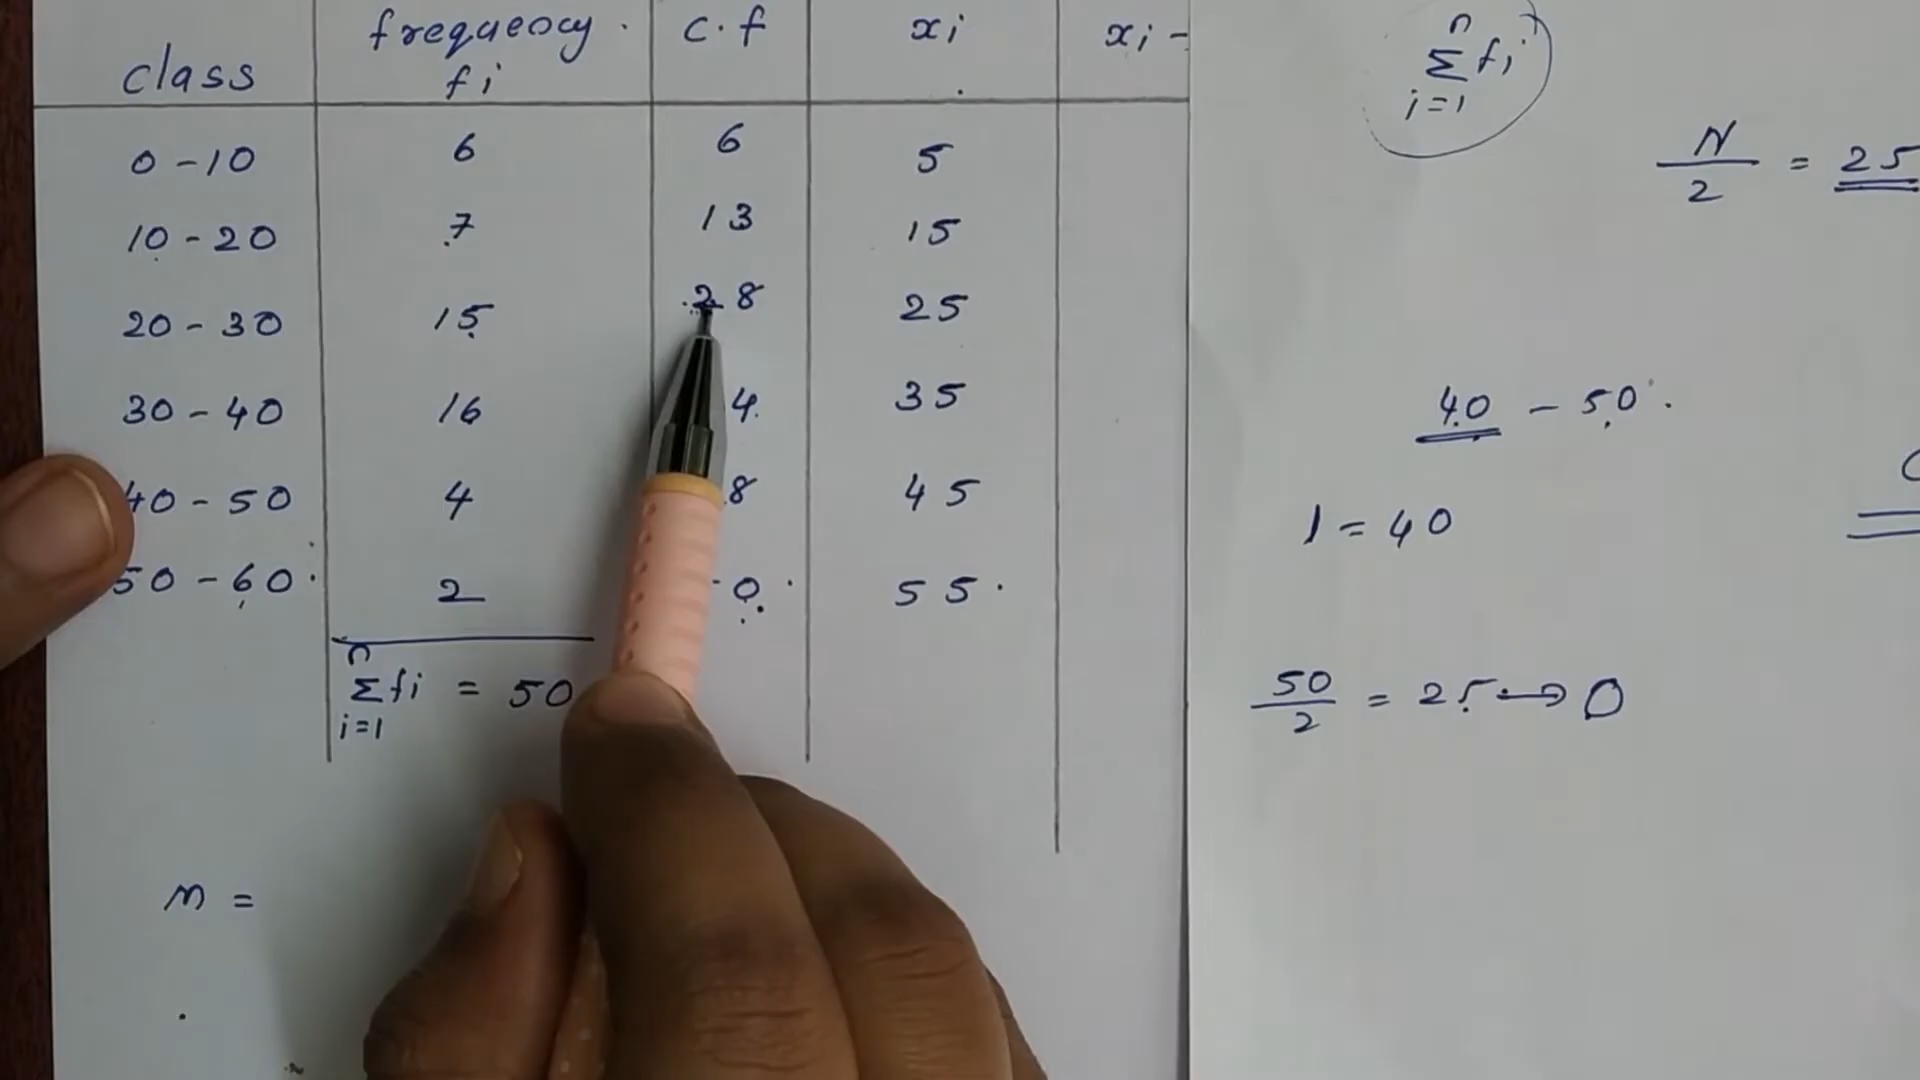 class frequency fi c.f xi xi -
0 - 10 6 6 5
10 - 20 7 13 15
20 - 30 15 28 25
30 - 40 16 4 35
40 - 50 4 8 45
50 - 60 2 0 55
n
Σ fi = 50
i=1
m =
n
Σ fi
i=1
N/2 = 25
40 - 50
l = 40
50/2 = 25 → 0